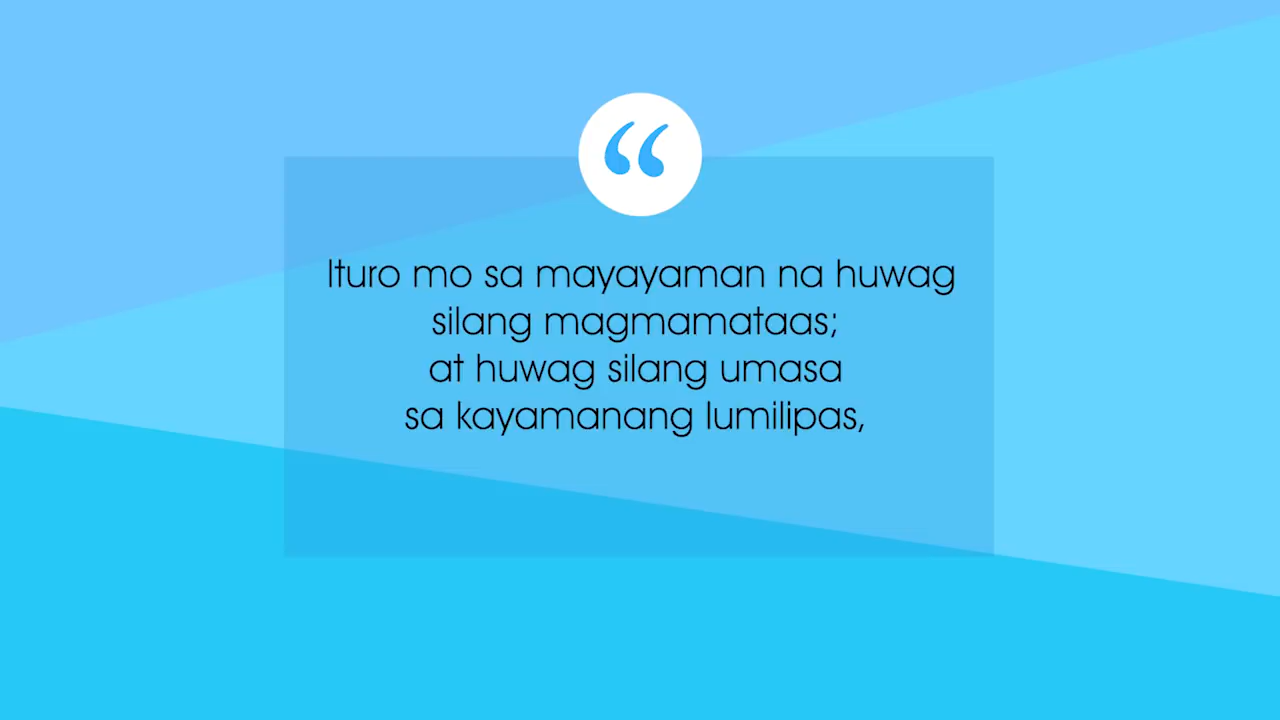 “
Ituro mo sa mayayaman na huwag
silang magmamataas;
at huwag silang umasa
sa kayamanang lumilipas,